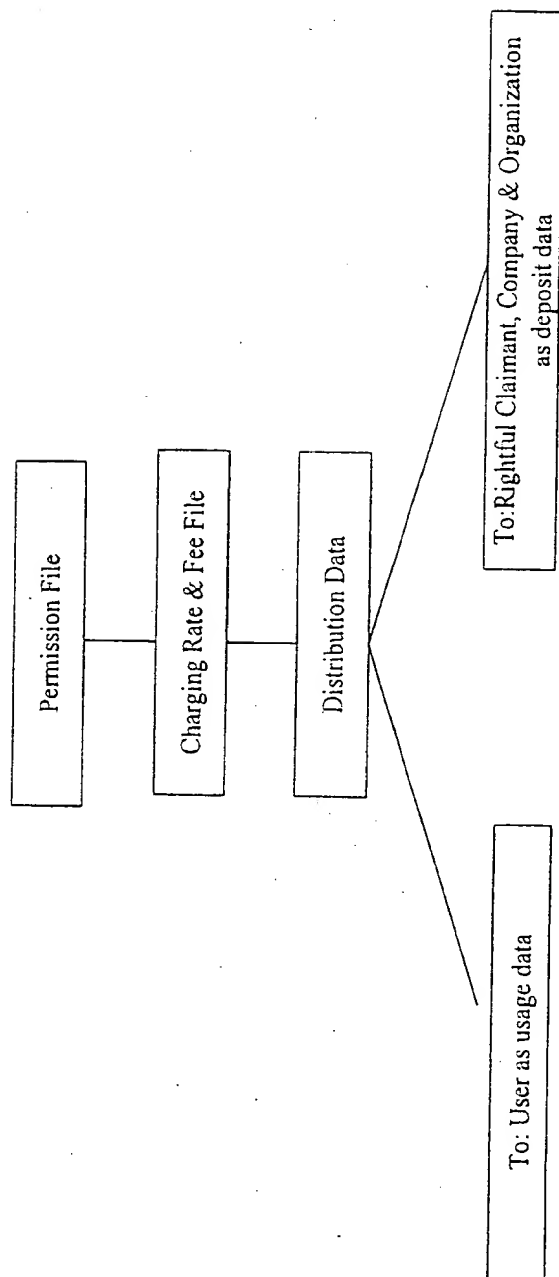 Permission File
Charging Rate & Fee File
Distribution Data
To: User as usage data
To:Rightful Claimant, Company & Organization
as deposit data